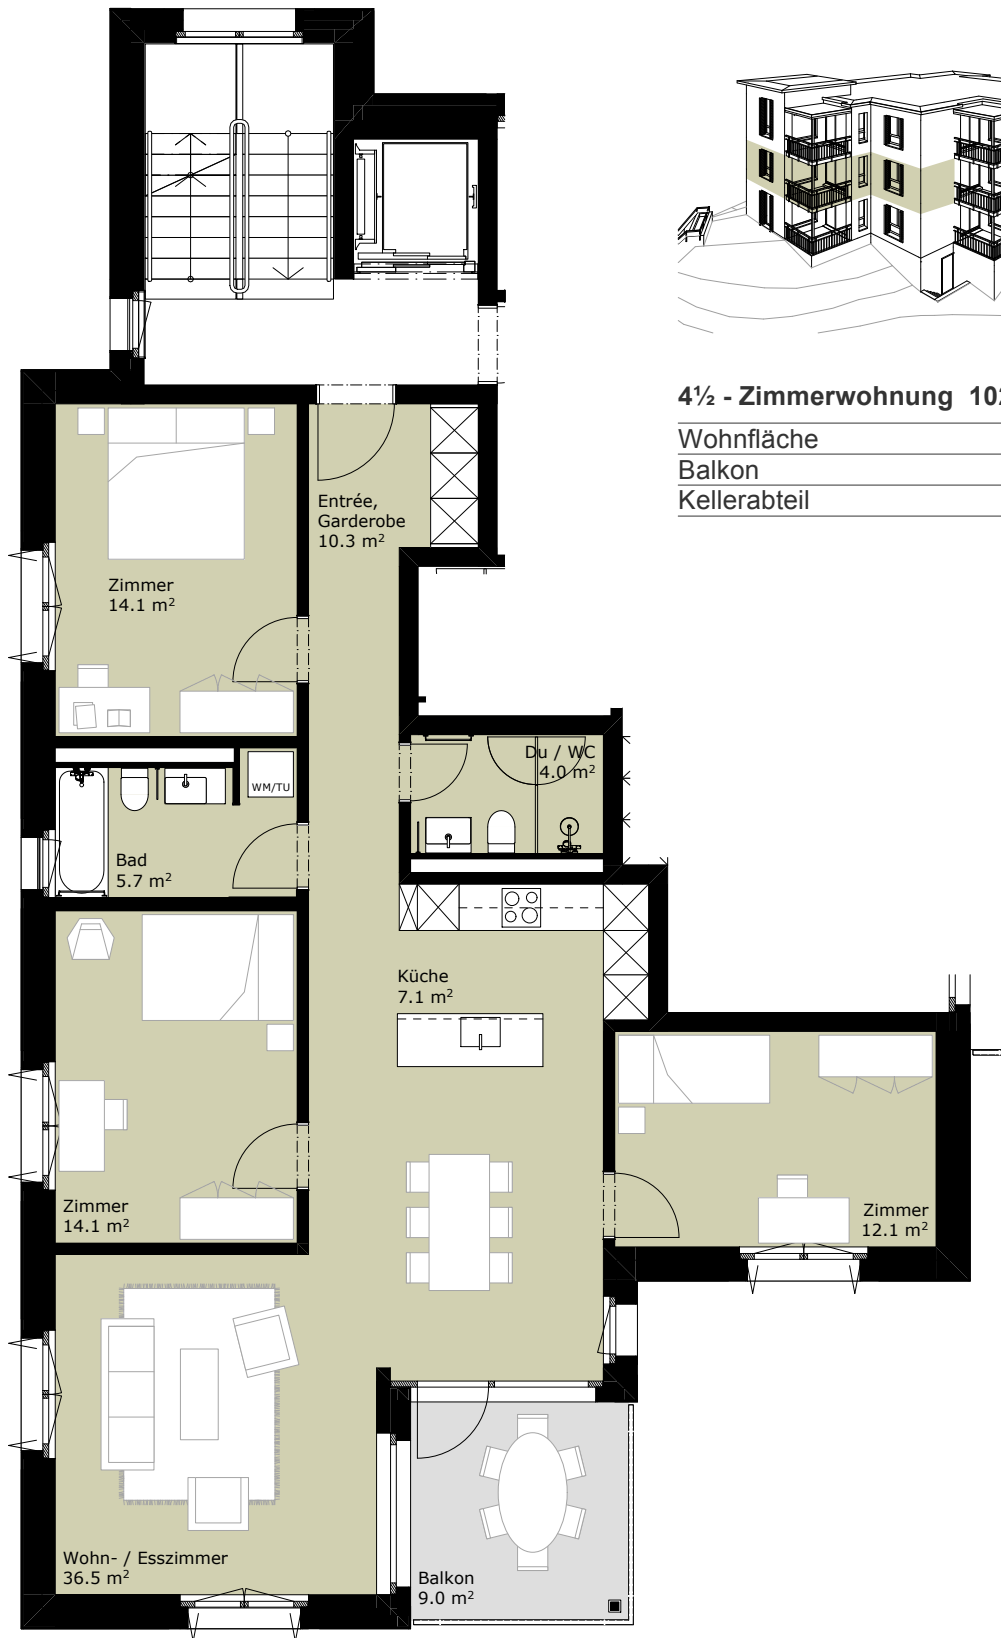 4½ - Zimmerwohnung 102
Wohnfläche
Balkon
Kellerabteil
Entrée,
Garderobe
10.3 m²
Zimmer
14.1 m²
Du / WC
4.0 m²
WM/TU
Bad
5.7 m²
Küche
7.1 m²
Zimmer
14.1 m²
Zimmer
12.1 m²
Wohn- / Esszimmer
36.5 m²
Balkon
9.0 m²